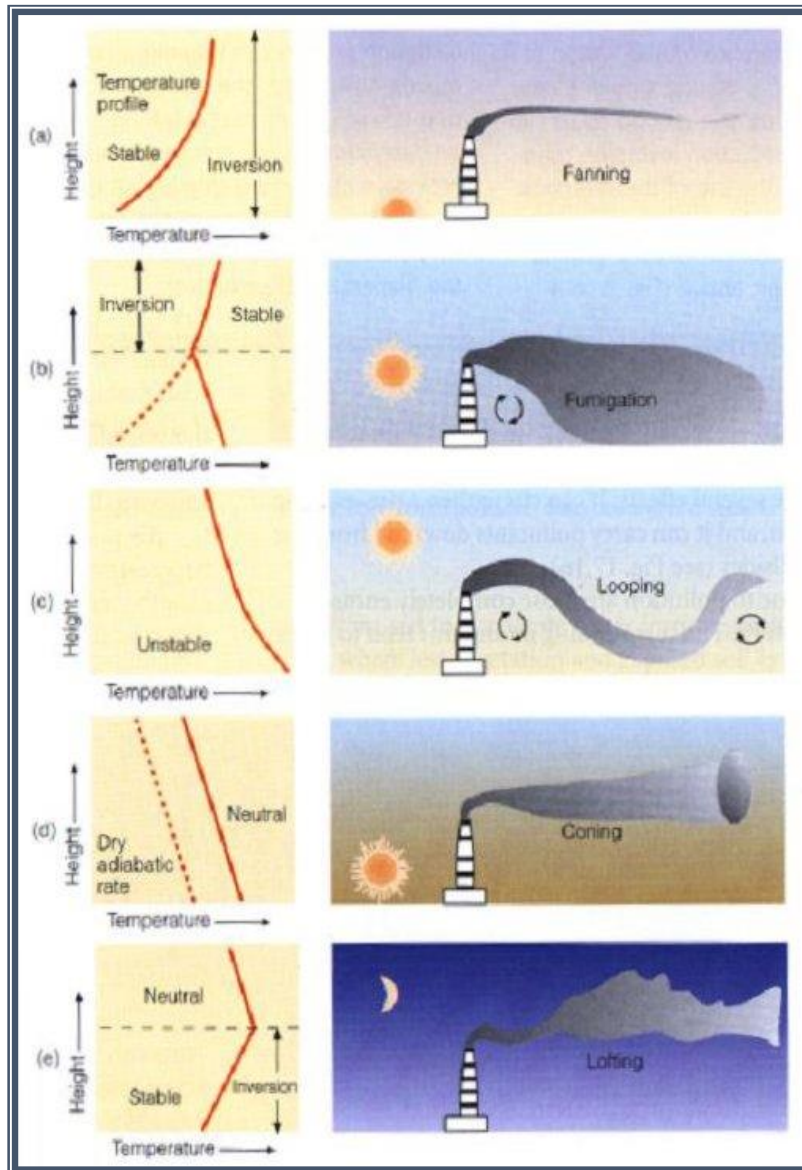 (a)
Height
Temperature
profile
Stable
Inversion
Temperature
Fanning
(b)
Height
Inversion
Stable
Temperature
Fumigation
(c)
Height
Unstable
Temperature
Looping
(d)
Height
Neutral
Dry
adiabatic
rate
Temperature
Coning
(e)
Height
Neutral
Stable
Inversion
Temperature
Lofting